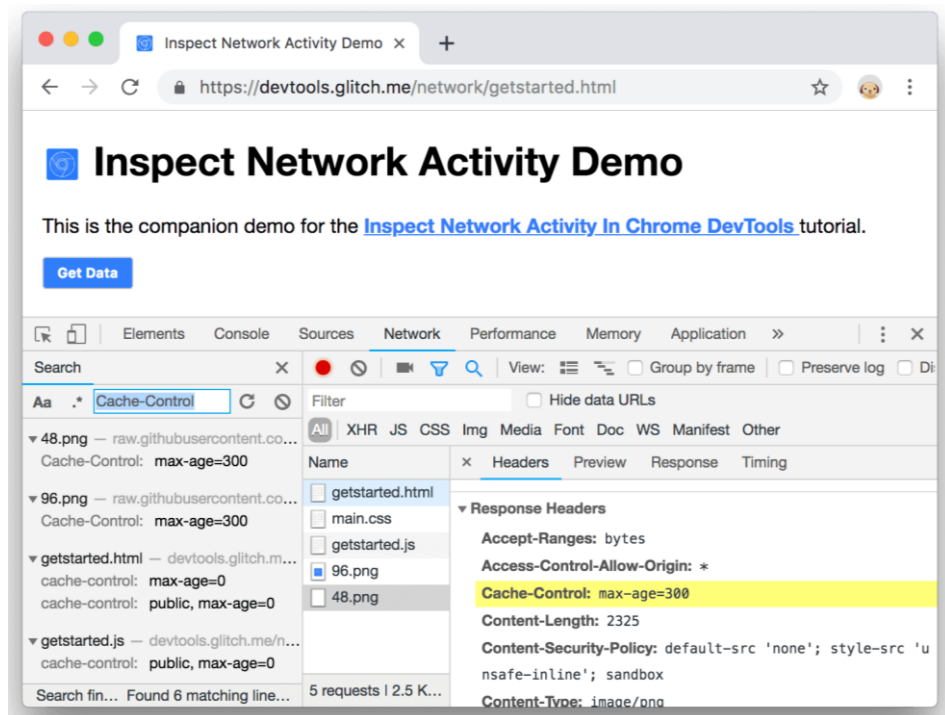 Inspect Network Activity Demo
https://devtools.glitch.me/network/getstarted.html
Inspect Network Activity Demo
This is the companion demo for the Inspect Network Activity In Chrome DevTools tutorial.
Get Data
Elements Console Sources Network Performance Memory Application »
Search
View: Group by frame Preserve log
Aa .* Cache-Control
Filter Hide data URLs
All XHR JS CSS Img Media Font Doc WS Manifest Other
48.png — raw.githubusercontent.co...
Cache-Control: max-age=300
96.png — raw.githubusercontent.co...
Cache-Control: max-age=300
getstarted.html — devtools.glitch.m...
cache-control: max-age=0
cache-control: public, max-age=0
getstarted.js — devtools.glitch.me/n...
cache-control: public, max-age=0
Search fin... Found 6 matching line...
Name
getstarted.html
main.css
getstarted.js
96.png
48.png
5 requests | 2.5 K...
Headers Preview Response Timing
Response Headers
Accept-Ranges: bytes
Access-Control-Allow-Origin: *
Cache-Control: max-age=300
Content-Length: 2325
Content-Security-Policy: default-src 'none'; style-src 'u
nsafe-inline'; sandbox
Content-Type: image/png